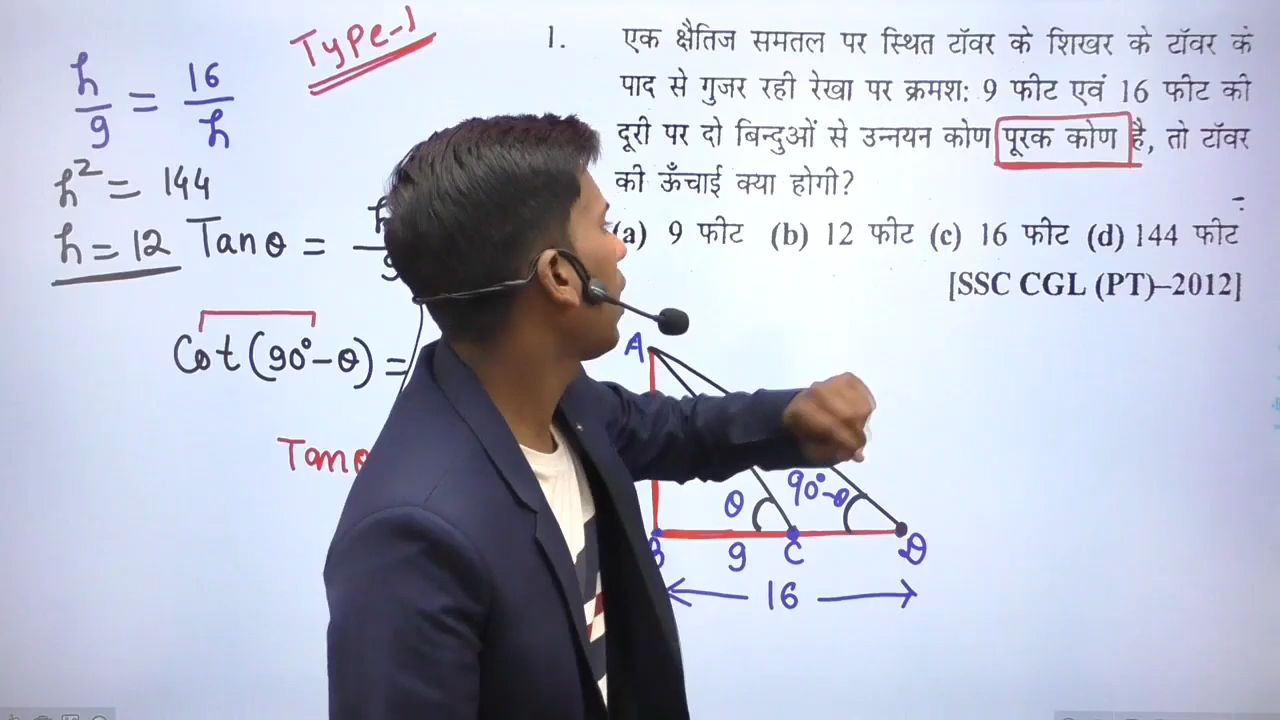 Type-1
h/9 = 16/h
h² = 144
h = 12
Tanθ =
Cot(90°-θ) =
Tanθ
1. एक क्षैतिज समतल पर स्थित टॉवर के शिखर के टॉवर के
पाद से गुजर रही रेखा पर क्रमश: 9 फीट एवं 16 फीट की
दूरी पर दो बिन्दुओं से उन्नयन कोण पूरक कोण है, तो टॉवर
की ऊँचाई क्या होगी?
(a) 9 फीट (b) 12 फीट (c) 16 फीट (d) 144 फीट
[SSC CGL (PT)–2012]
A
θ 90°-θ
B 9 C D
16